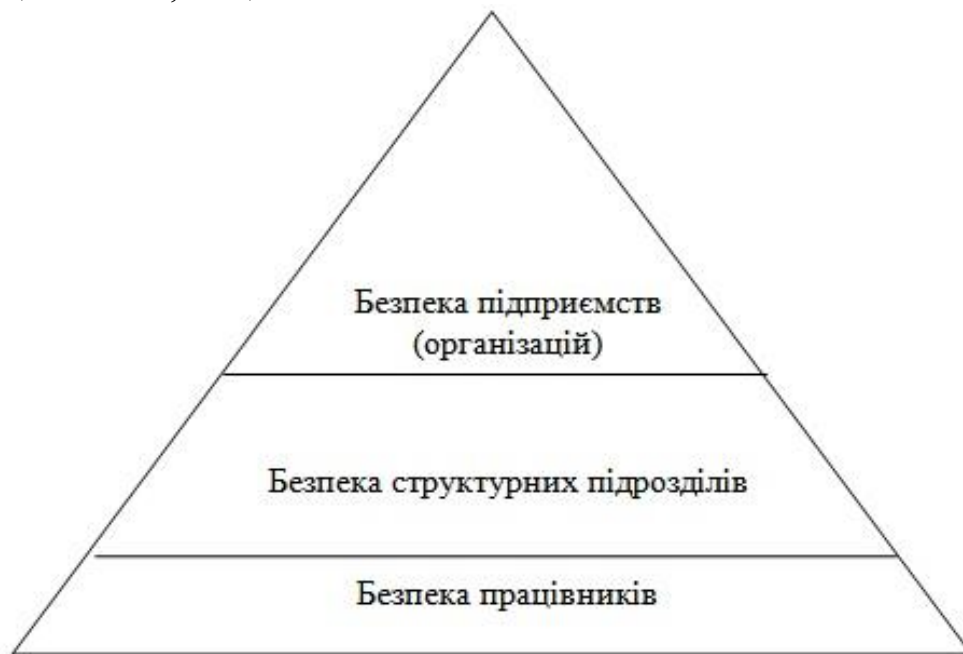 Безпека підприємств
(організацій)
Безпека структурних підрозділів
Безпека працівників